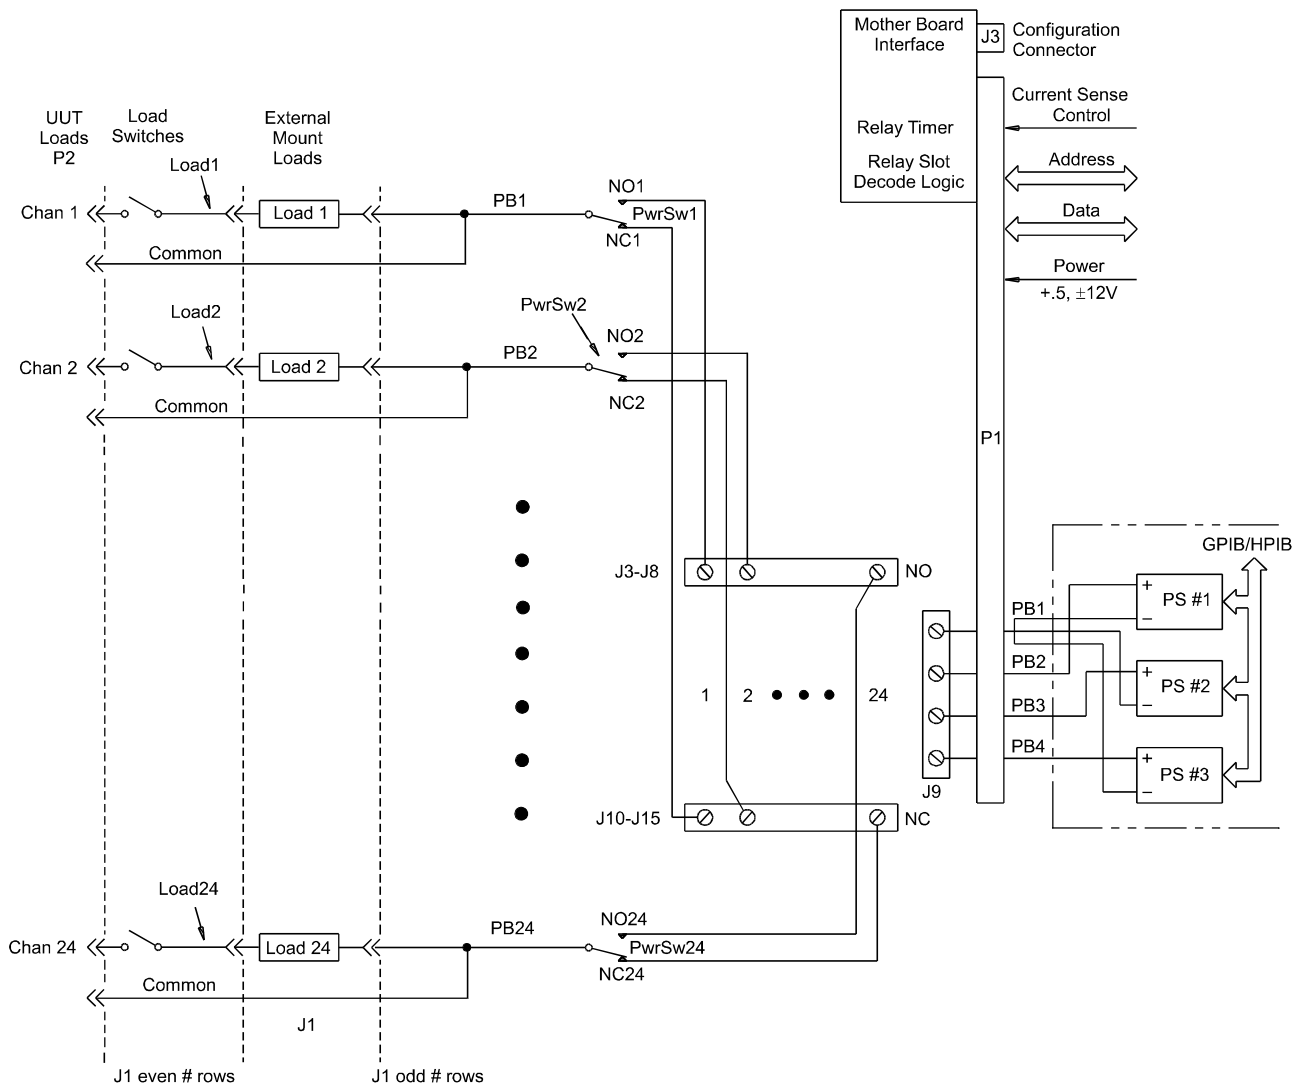 Mother Board
Interface
J3
Configuration
Connector
Relay Timer
Relay Slot
Decode Logic
Current Sense
Control
Address
Data
Power
+.5, ±12V
P1
UUT
Loads
P2
Load
Switches
External
Mount
Loads
Load1
Chan 1
Load 1
Common
PB1
NO1
PwrSw1
NC1
Load2
Chan 2
Load 2
Common
PB2
PwrSw2
NO2
NC2
J3-J8
NO
1
2
24
J10-J15
NC
J9
GPIB/HPIB
PB1
PB2
PB3
PB4
+
PS #1
–
+
PS #2
–
+
PS #3
–
Load24
Chan 24
Load 24
Common
PB24
NO24
PwrSw24
NC24
J1
J1 even # rows
J1 odd # rows